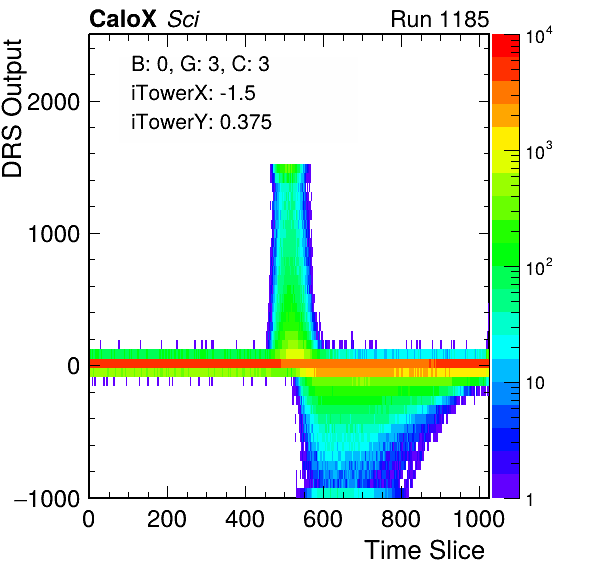 CaloX Sci Run 1185
B: 0, G: 3, C: 3
iTowerX: -1.5
iTowerY: 0.375
DRS Output
2000
1000
0
−1000
0 200 400 600 800 1000
Time Slice
10^4
10^3
10^2
10
1